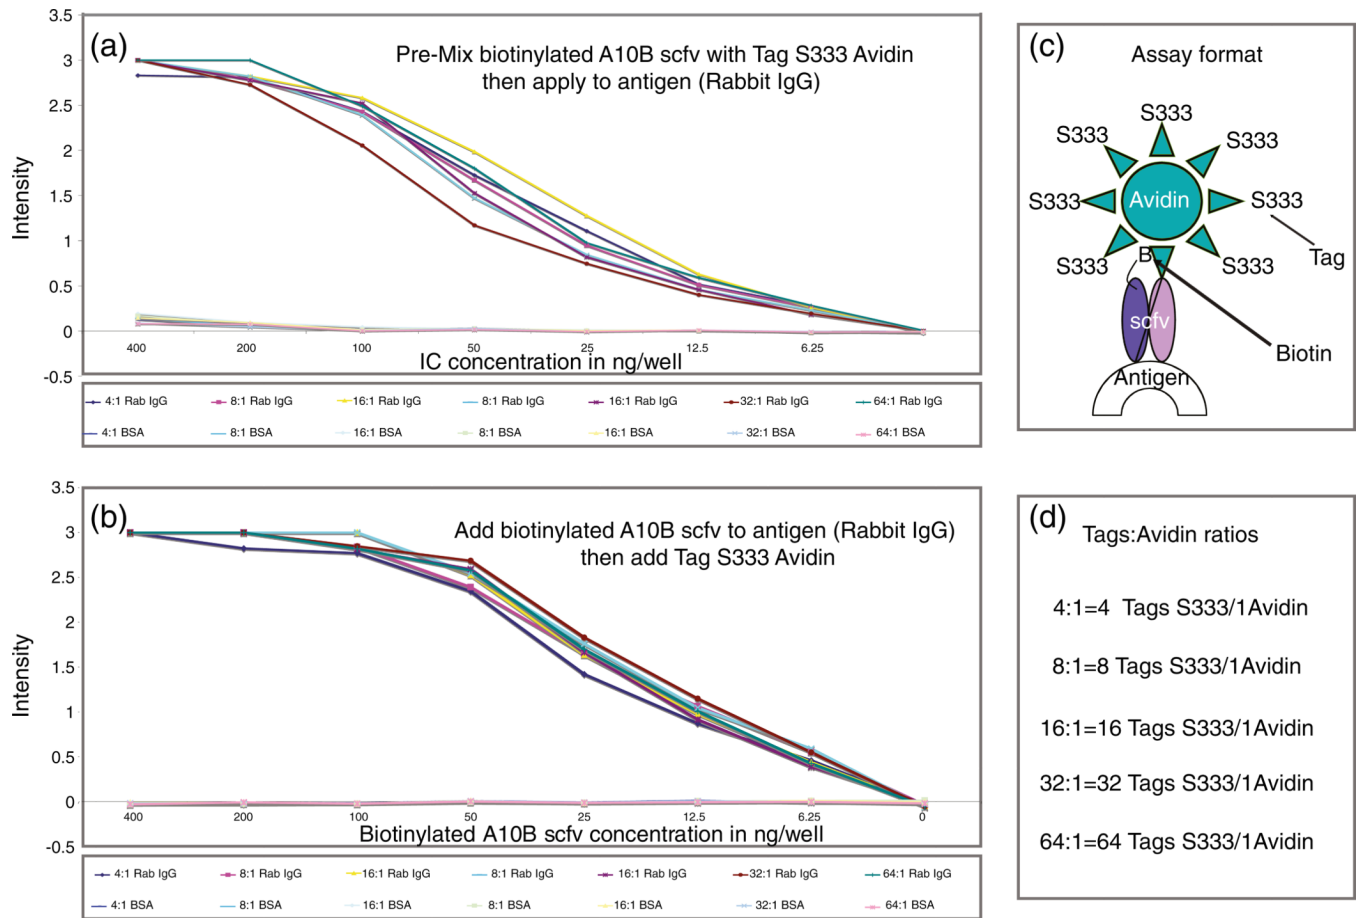 (a)
Pre-Mix biotinylated A10B scfv with Tag S333 Avidin
then apply to antigen (Rabbit IgG)
Intensity
3.5
3
2.5
2
1.5
1
0.5
0
-0.5
400 200 100 50 25 12.5 6.25
IC concentration in ng/well
4:1 Rab IgG 8:1 Rab IgG 16:1 Rab IgG 8:1 Rab IgG 16:1 Rab IgG 32:1 Rab IgG 64:1 Rab IgG
4:1 BSA 8:1 BSA 16:1 BSA 8:1 BSA 16:1 BSA 32:1 BSA 64:1 BSA
(c)
Assay format
S333
S333 S333
S333 Avidin S333
Tag
S333 B S333
scfv
Biotin
Antigen
(b)
Add biotinylated A10B scfv to antigen (Rabbit IgG)
then add Tag S333 Avidin
Intensity
3.5
3
2.5
2
1.5
1
0.5
0
-0.5
400 200 100 50 25 12.5 6.25 0
Biotinylated A10B scfv concentration in ng/well
4:1 Rab IgG 8:1 Rab IgG 16:1 Rab IgG 8:1 Rab IgG 16:1 Rab IgG 32:1 Rab IgG 64:1 Rab IgG
4:1 BSA 8:1 BSA 16:1 BSA 8:1 BSA 16:1 BSA 32:1 BSA 64:1 BSA
(d)
Tags:Avidin ratios
4:1=4 Tags S333/1Avidin
8:1=8 Tags S333/1Avidin
16:1=16 Tags S333/1Avidin
32:1=32 Tags S333/1Avidin
64:1=64 Tags S333/1Avidin